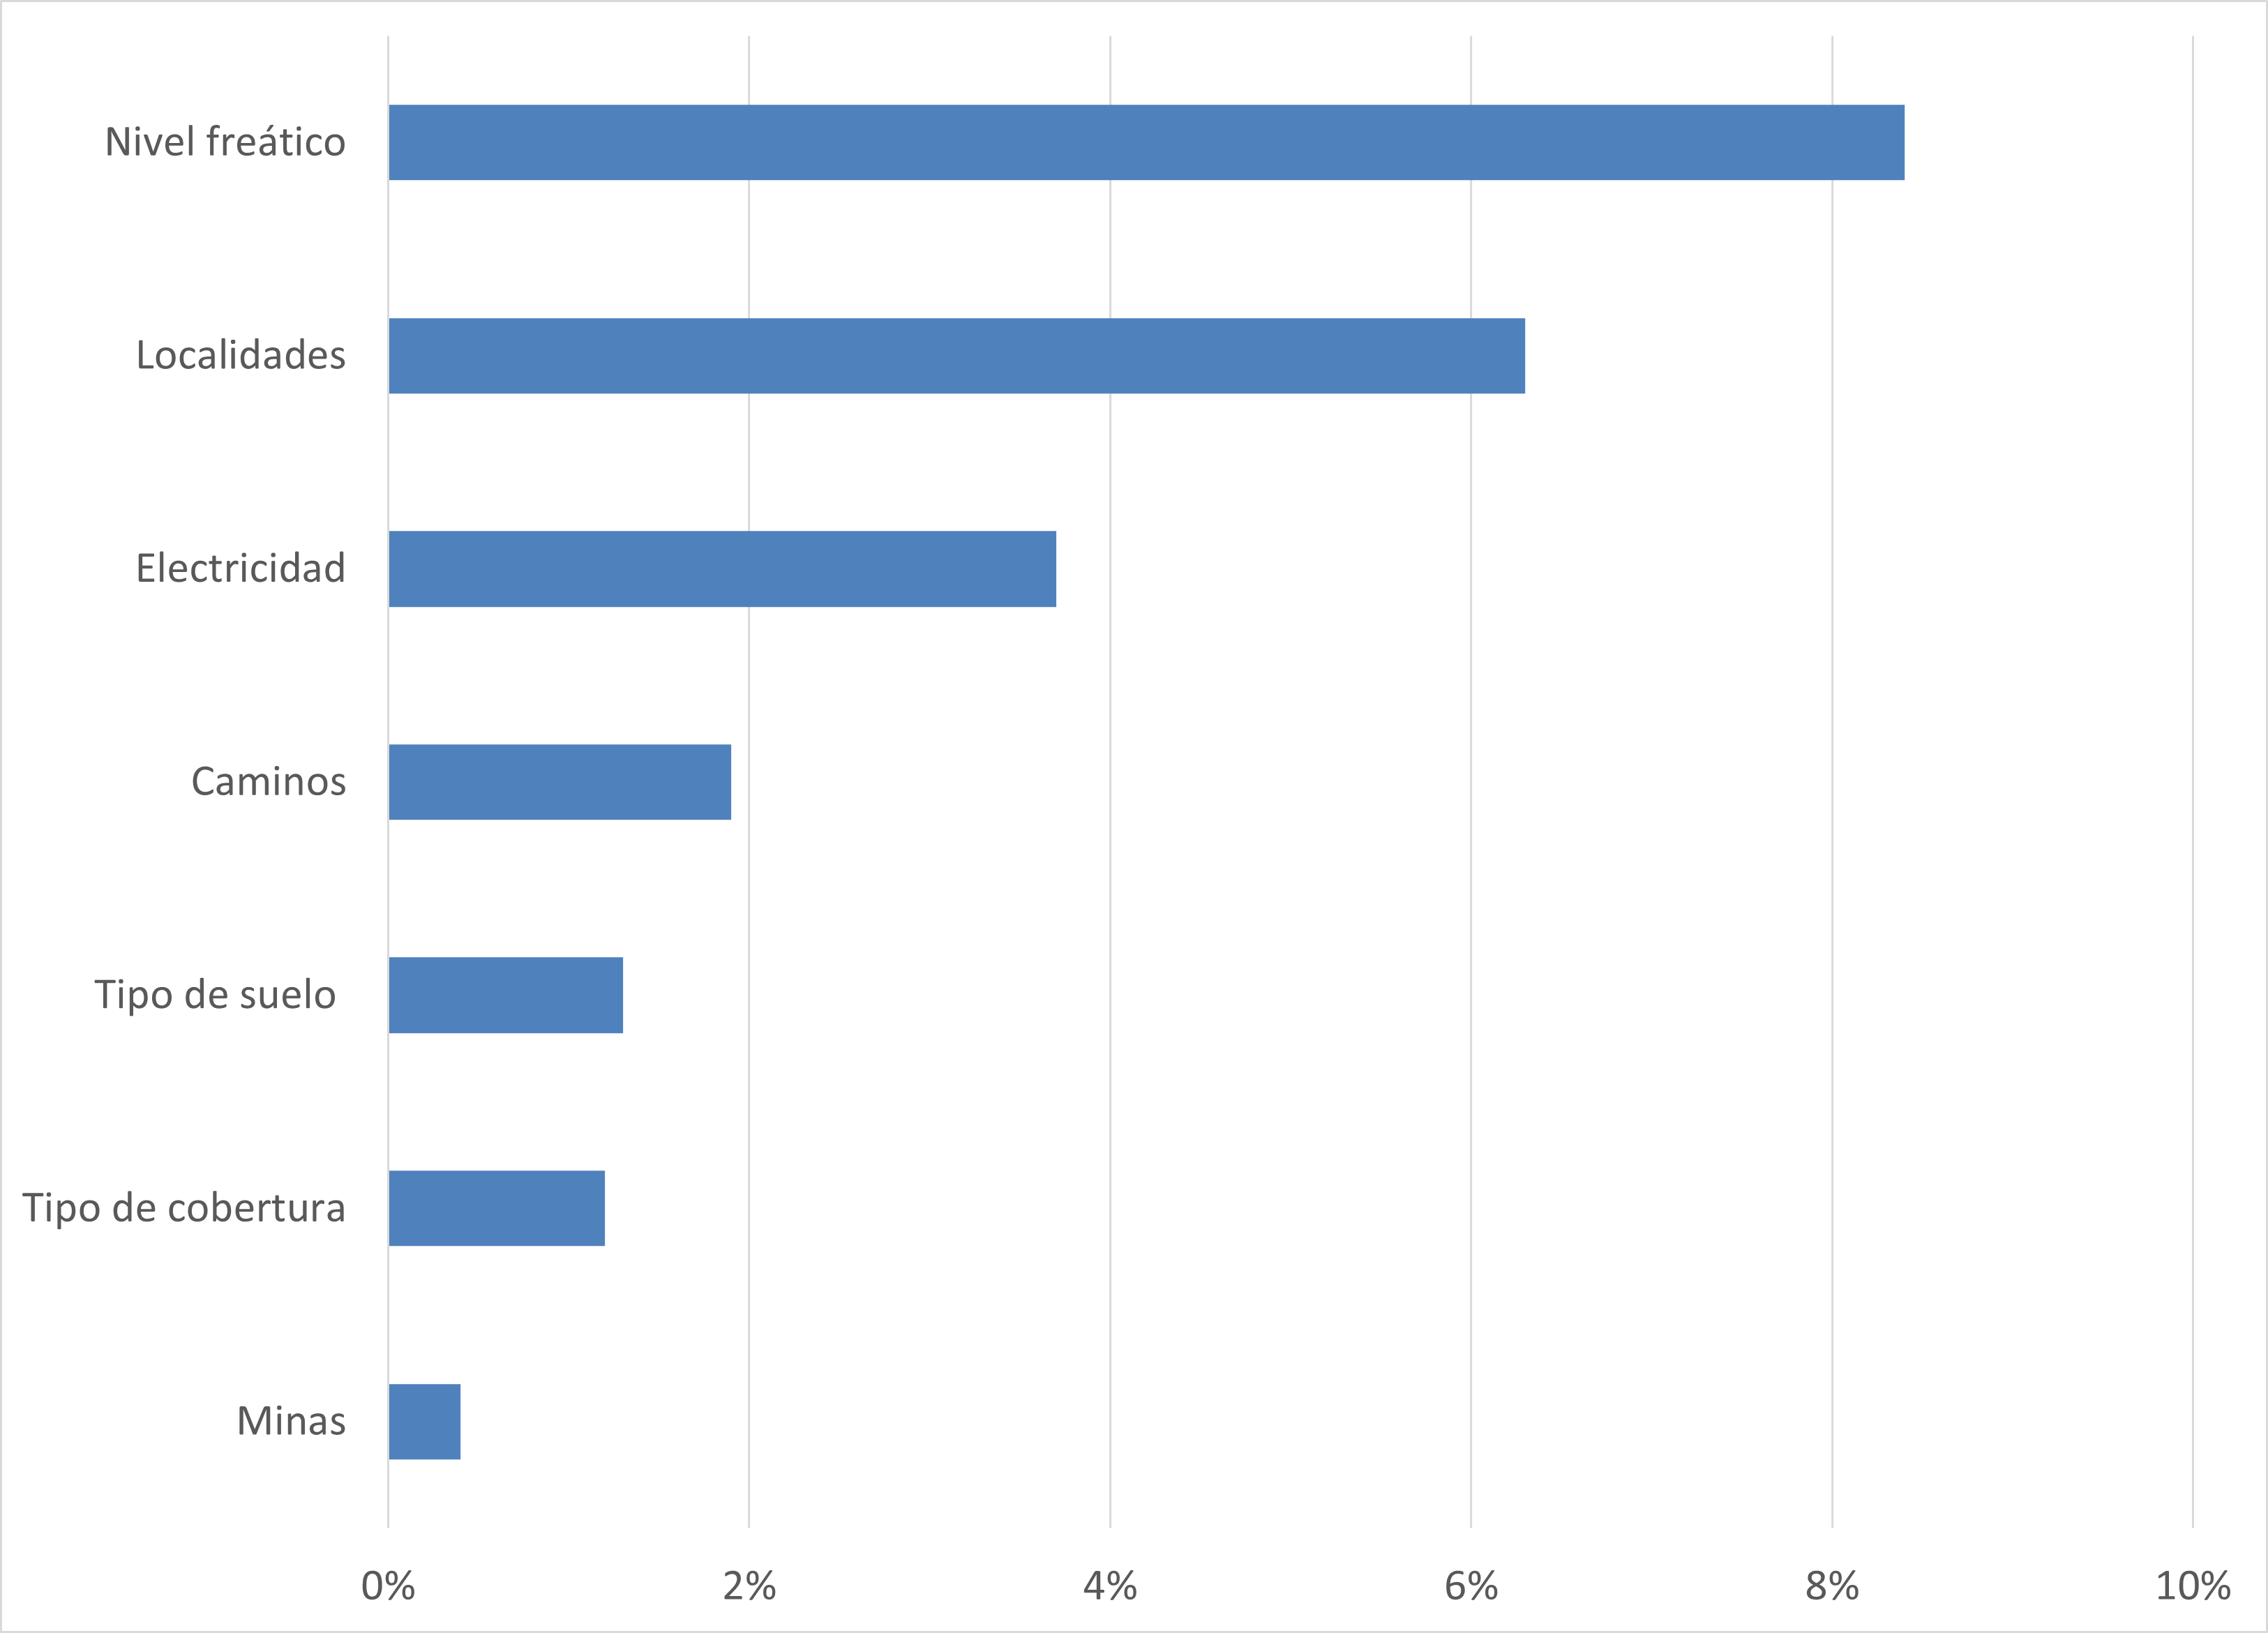 Nivel freático
Localidades
Electricidad
Caminos
Tipo de suelo
Tipo de cobertura
Minas
0% 2% 4% 6% 8% 10%